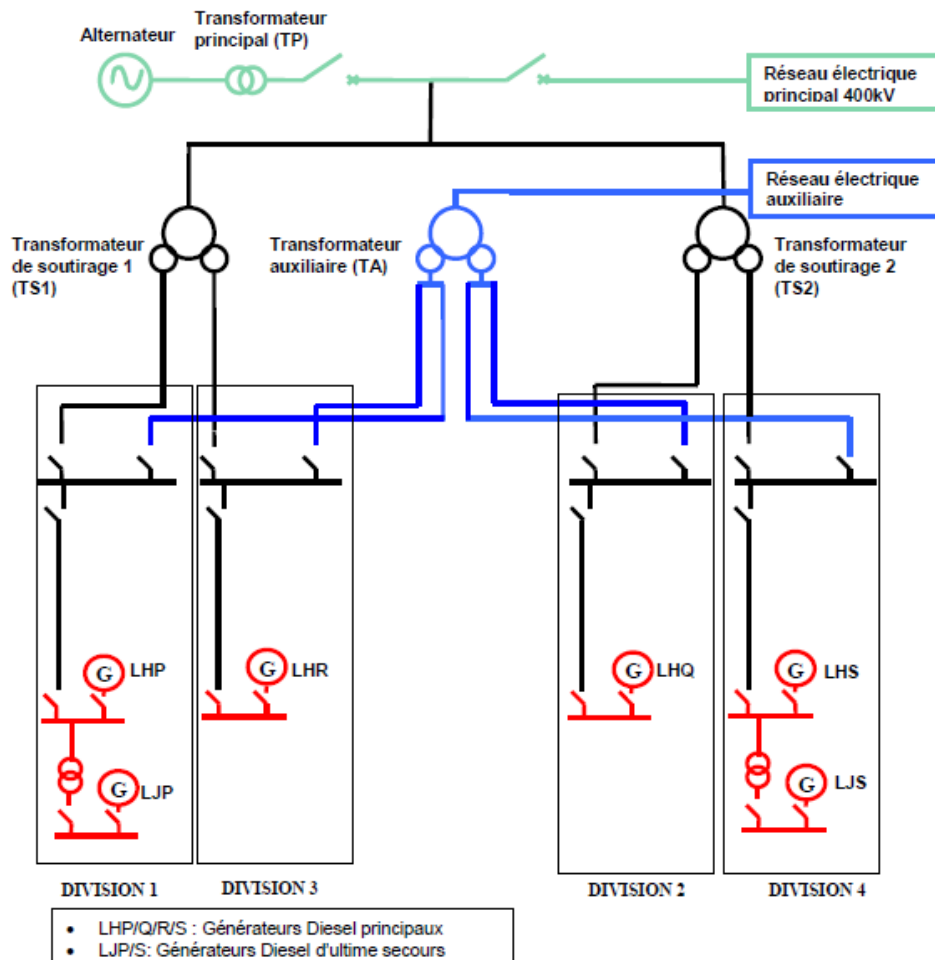 Alternateur
Transformateur
principal (TP)
Réseau électrique
principal 400kV
Réseau électrique
auxiliaire
Transformateur
de soutirage 1
(TS1)
Transformateur
auxiliaire (TA)
Transformateur
de soutirage 2
(TS2)
G LHP
G LHR
G LHQ
G LHS
G LJP
G LJS
DIVISION 1
DIVISION 3
DIVISION 2
DIVISION 4
• LHP/Q/R/S : Générateurs Diesel principaux
• LJP/S: Générateurs Diesel d'ultime secours